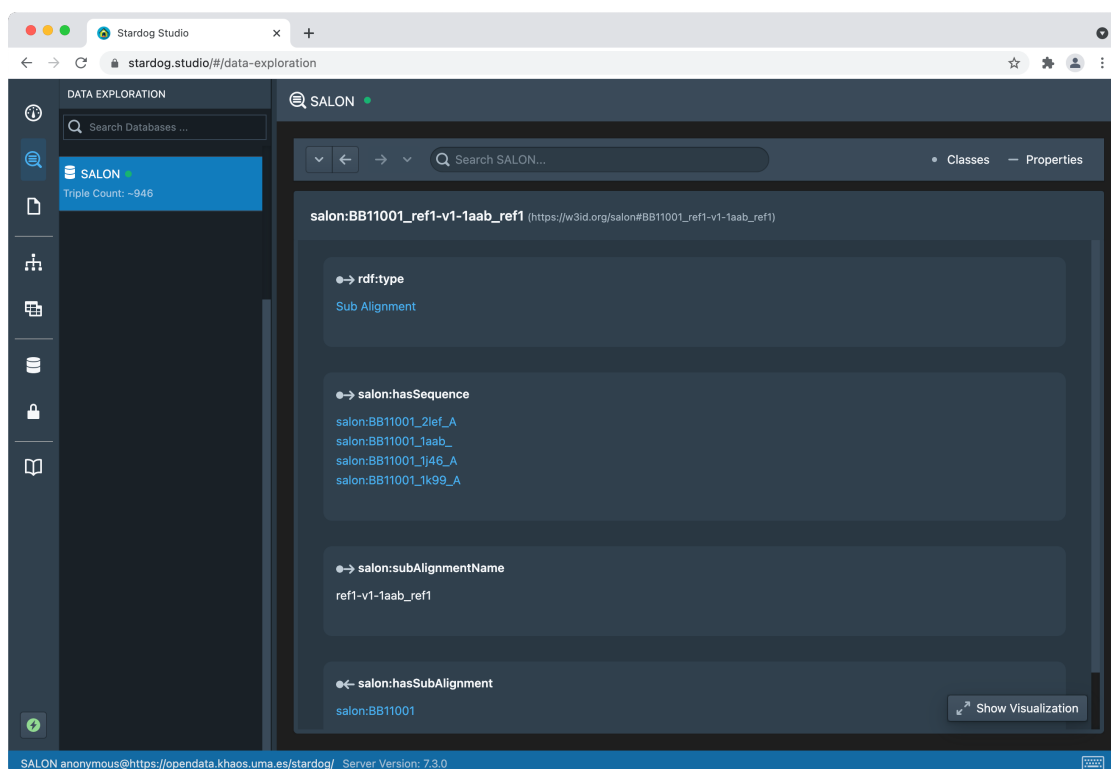 Stardog Studio
stardog.studio/#/data-exploration
DATA EXPLORATION
Search Databases ...
SALON
Triple Count: ~946
SALON
Search SALON...
Classes
Properties
salon:BB11001_ref1-v1-1aab_ref1 (https://w3id.org/salon#BB11001_ref1-v1-1aab_ref1)
rdf:type
Sub Alignment
salon:hasSequence
salon:BB11001_2lef_A
salon:BB11001_1aab_
salon:BB11001_1j46_A
salon:BB11001_1k99_A
salon:subAlignmentName
ref1-v1-1aab_ref1
salon:hasSubAlignment
salon:BB11001
Show Visualization
SALON anonymous@https://opendata.khaos.uma.es/stardog/ Server Version: 7.3.0